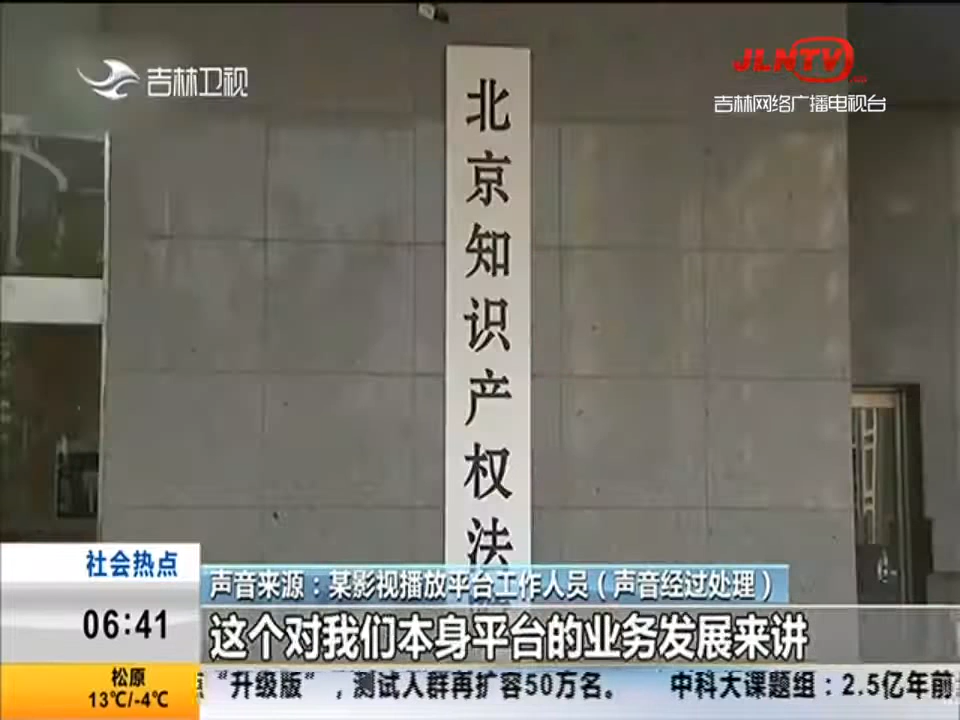 吉林卫视
JLNTV
吉林网络广播电视台
北京知识产权法
社会热点
声音来源：某影视播放平台工作人员（声音经过处理）
06:41
这个对我们本身平台的业务发展来讲
松原
13℃/-4℃
“升级版”，测试人群再扩容50万名。 中科大课题组：2.5亿年前